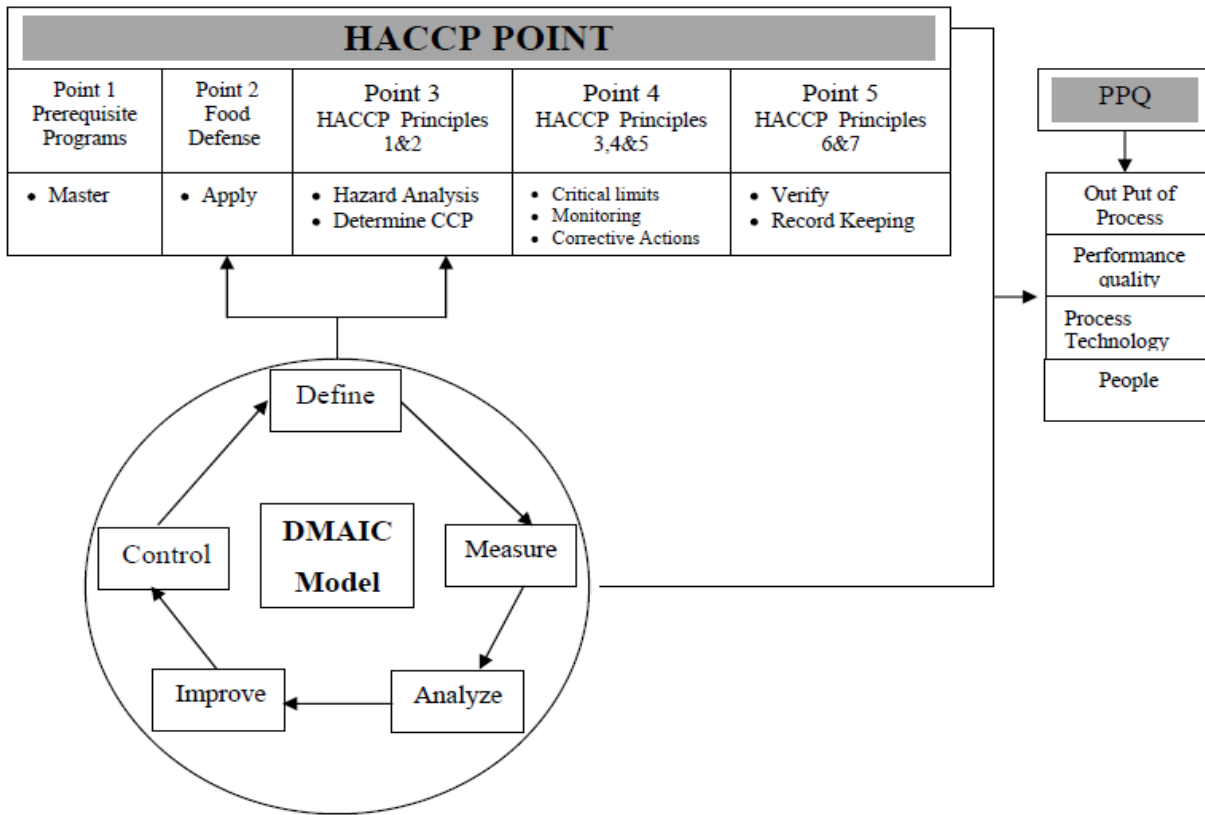 HACCP POINT
Point 1
Prerequisite
Programs
Point 2
Food
Defense
Point 3
HACCP Principles
1&2
Point 4
HACCP Principles
3,4&5
Point 5
HACCP Principles
6&7
• Master
• Apply
• Hazard Analysis
• Determine CCP
• Critical limits
• Monitoring
• Corrective Actions
• Verify
• Record Keeping
PPQ
Out Put of
Process
Performance
quality
Process
Technology
People
Define
Measure
Analyze
Improve
Control
DMAIC
Model